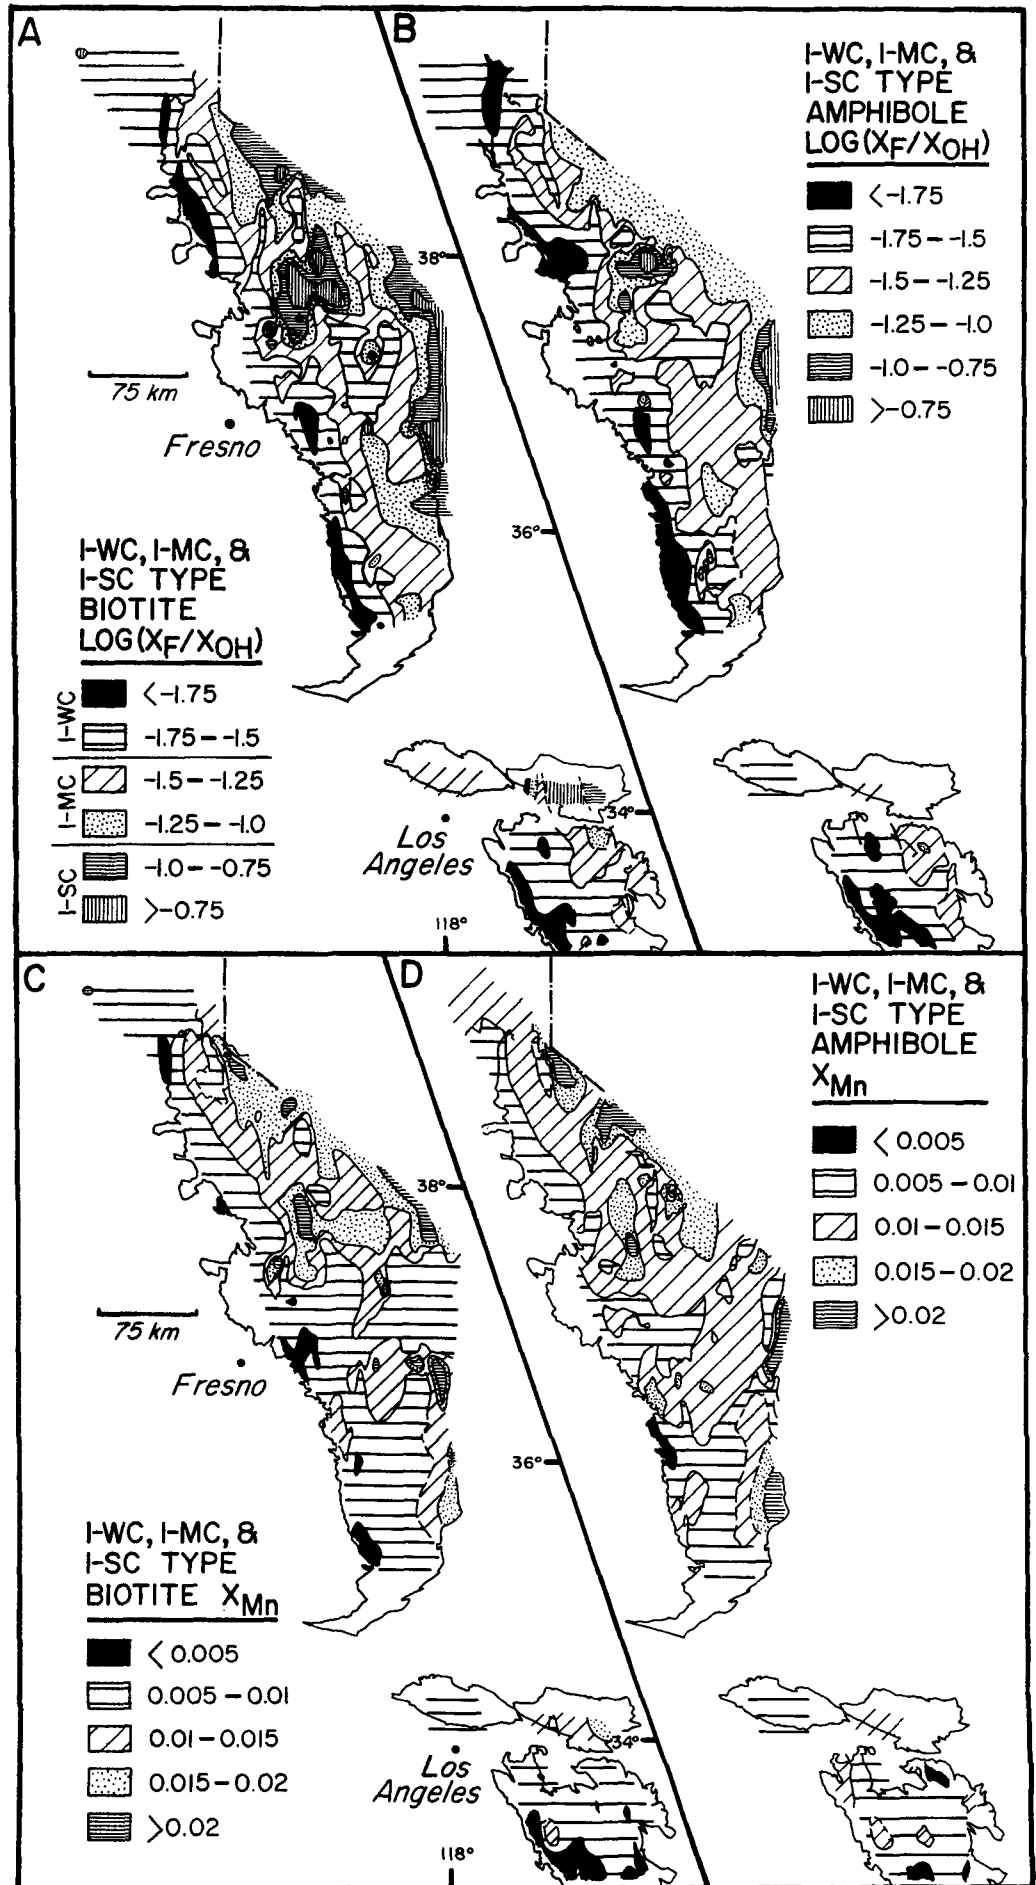 A
B
I-WC, I-MC, &
I-SC TYPE
AMPHIBOLE
LOG(XF/XOH)
<-1.75
-1.75--1.5
-1.5--1.25
-1.25--1.0
-1.0--0.75
>-0.75
38°
75 km
Fresno
36°
I-WC, I-MC, &
I-SC TYPE
BIOTITE
LOG(XF/XOH)
I-WC
<-1.75
-1.75--1.5
I-MC
-1.5--1.25
-1.25--1.0
I-SC
-1.0--0.75
>-0.75
34°
Los
Angeles
118°
C
D
I-WC, I-MC, &
I-SC TYPE
AMPHIBOLE
XMn
<0.005
0.005-0.01
0.01-0.015
0.015-0.02
>0.02
38°
75 km
Fresno
36°
I-WC, I-MC, &
I-SC TYPE
BIOTITE XMn
<0.005
0.005-0.01
0.01-0.015
0.015-0.02
>0.02
34°
Los
Angeles
118°